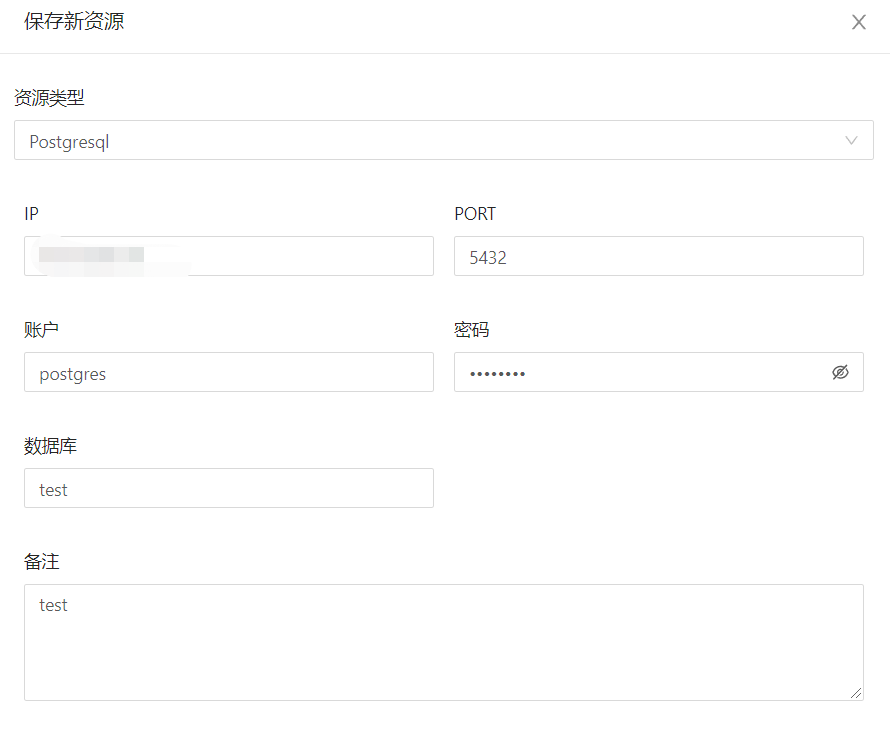 保存新资源
资源类型
Postgresql
IP
PORT
5432
账户
密码
postgres
••••••••
数据库
test
备注
test